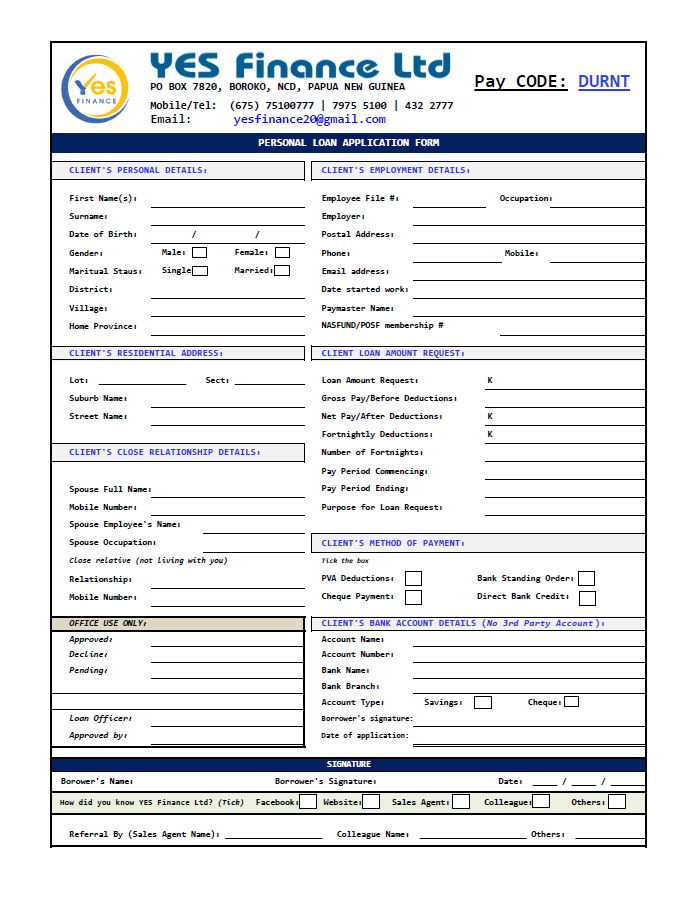 Yes
FINANCE
YES Finance Ltd
PO BOX 7820, BOROKO, NCD, PAPUA NEW GUINEA
Mobile/Tel: (675) 75100777 | 7975 5100 | 432 2777
Email: yesfinance20@gmail.com
Pay CODE: DURNT
PERSONAL LOAN APPLICATION FORM
CLIENT'S PERSONAL DETAILS:
First Name(s):
Surname:
Date of Birth: / /
Gender: Male: Female:
Maritual Staus: Single Married:
District:
Village:
Home Province:
CLIENT'S EMPLOYMENT DETAILS:
Employee File #: Occupation:
Employer:
Postal Address:
Phone: Mobile:
Email address:
Date started work:
Paymaster Name:
NASFUND/POSF membership #
CLIENT'S RESIDENTIAL ADDRESS:
Lot: Sect:
Suburb Name:
Street Name:
CLIENT LOAN AMOUNT REQUEST:
Loan Amount Request: K
Gross Pay/Before Deductions:
Net Pay/After Deductions: K
Fortnightly Deductions: K
Number of Fortnights:
Pay Period Commencing:
Pay Period Ending:
Purpose for Loan Request:
CLIENT'S CLOSE RELATIONSHIP DETAILS:
Spouse Full Name:
Mobile Number:
Spouse Employee's Name:
Spouse Occupation:
Close relative (not living with you)
Relationship:
Mobile Number:
CLIENT'S METHOD OF PAYMENT:
Tick the box
PVA Deductions: Bank Standing Order:
Cheque Payment: Direct Bank Credit:
OFFICE USE ONLY:
Approved:
Decline:
Pending:
Loan Officer:
Approved by:
CLIENT'S BANK ACCOUNT DETAILS (No 3rd Party Account):
Account Name:
Account Number:
Bank Name:
Bank Branch:
Account Type: Savings: Cheque:
Borrower's signature:
Date of application:
SIGNATURE
Borower's Name: Borrower's Signature: Date: _____ / _____ / _______
How did you know YES Finance Ltd? (Tick) Facebook: Website: Sales Agent: Colleague: Others:
Referral By (Sales Agent Name): Colleague Name: Others: